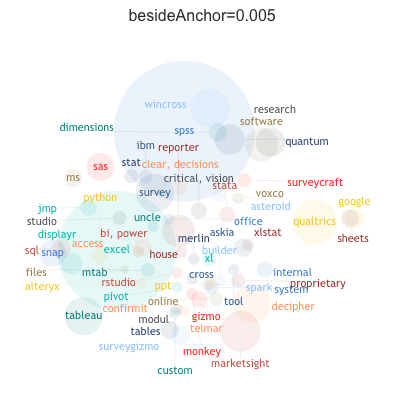 besideAnchor=0.005
wincross
research
software
dimensions
spss
quantum
ibm
reporter
stat
clear, decisions
sas
ms
critical, vision
survey
stata
surveycraft
voxco
python
google
asteroid
jmp
uncle
office
qualtrics
studio
displayr
bi, power
askia
xlstat
merlin
sheets
access
sql
snap
excel
house
builder
xl
files
mtab
cross
internal
alteryx
rstudio
ppt
spark
system
proprietary
pivot
online
tool
decipher
confirmit
tableau
modul
gizmo
tables
telmar
surveygizmo
monkey
marketsight
custom